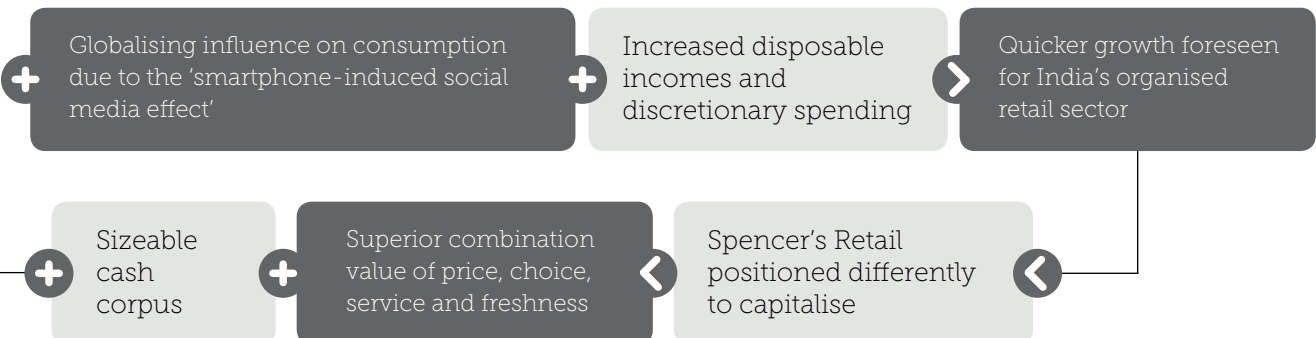 Globalising influence on consumption
due to the ‘smartphone-induced social
media effect’
Increased disposable
incomes and
discretionary spending
Quicker growth foreseen
for India’s organised
retail sector
Spencer’s Retail
positioned differently
to capitalise
Superior combination
value of price, choice,
service and freshness
Sizeable
cash
corpus